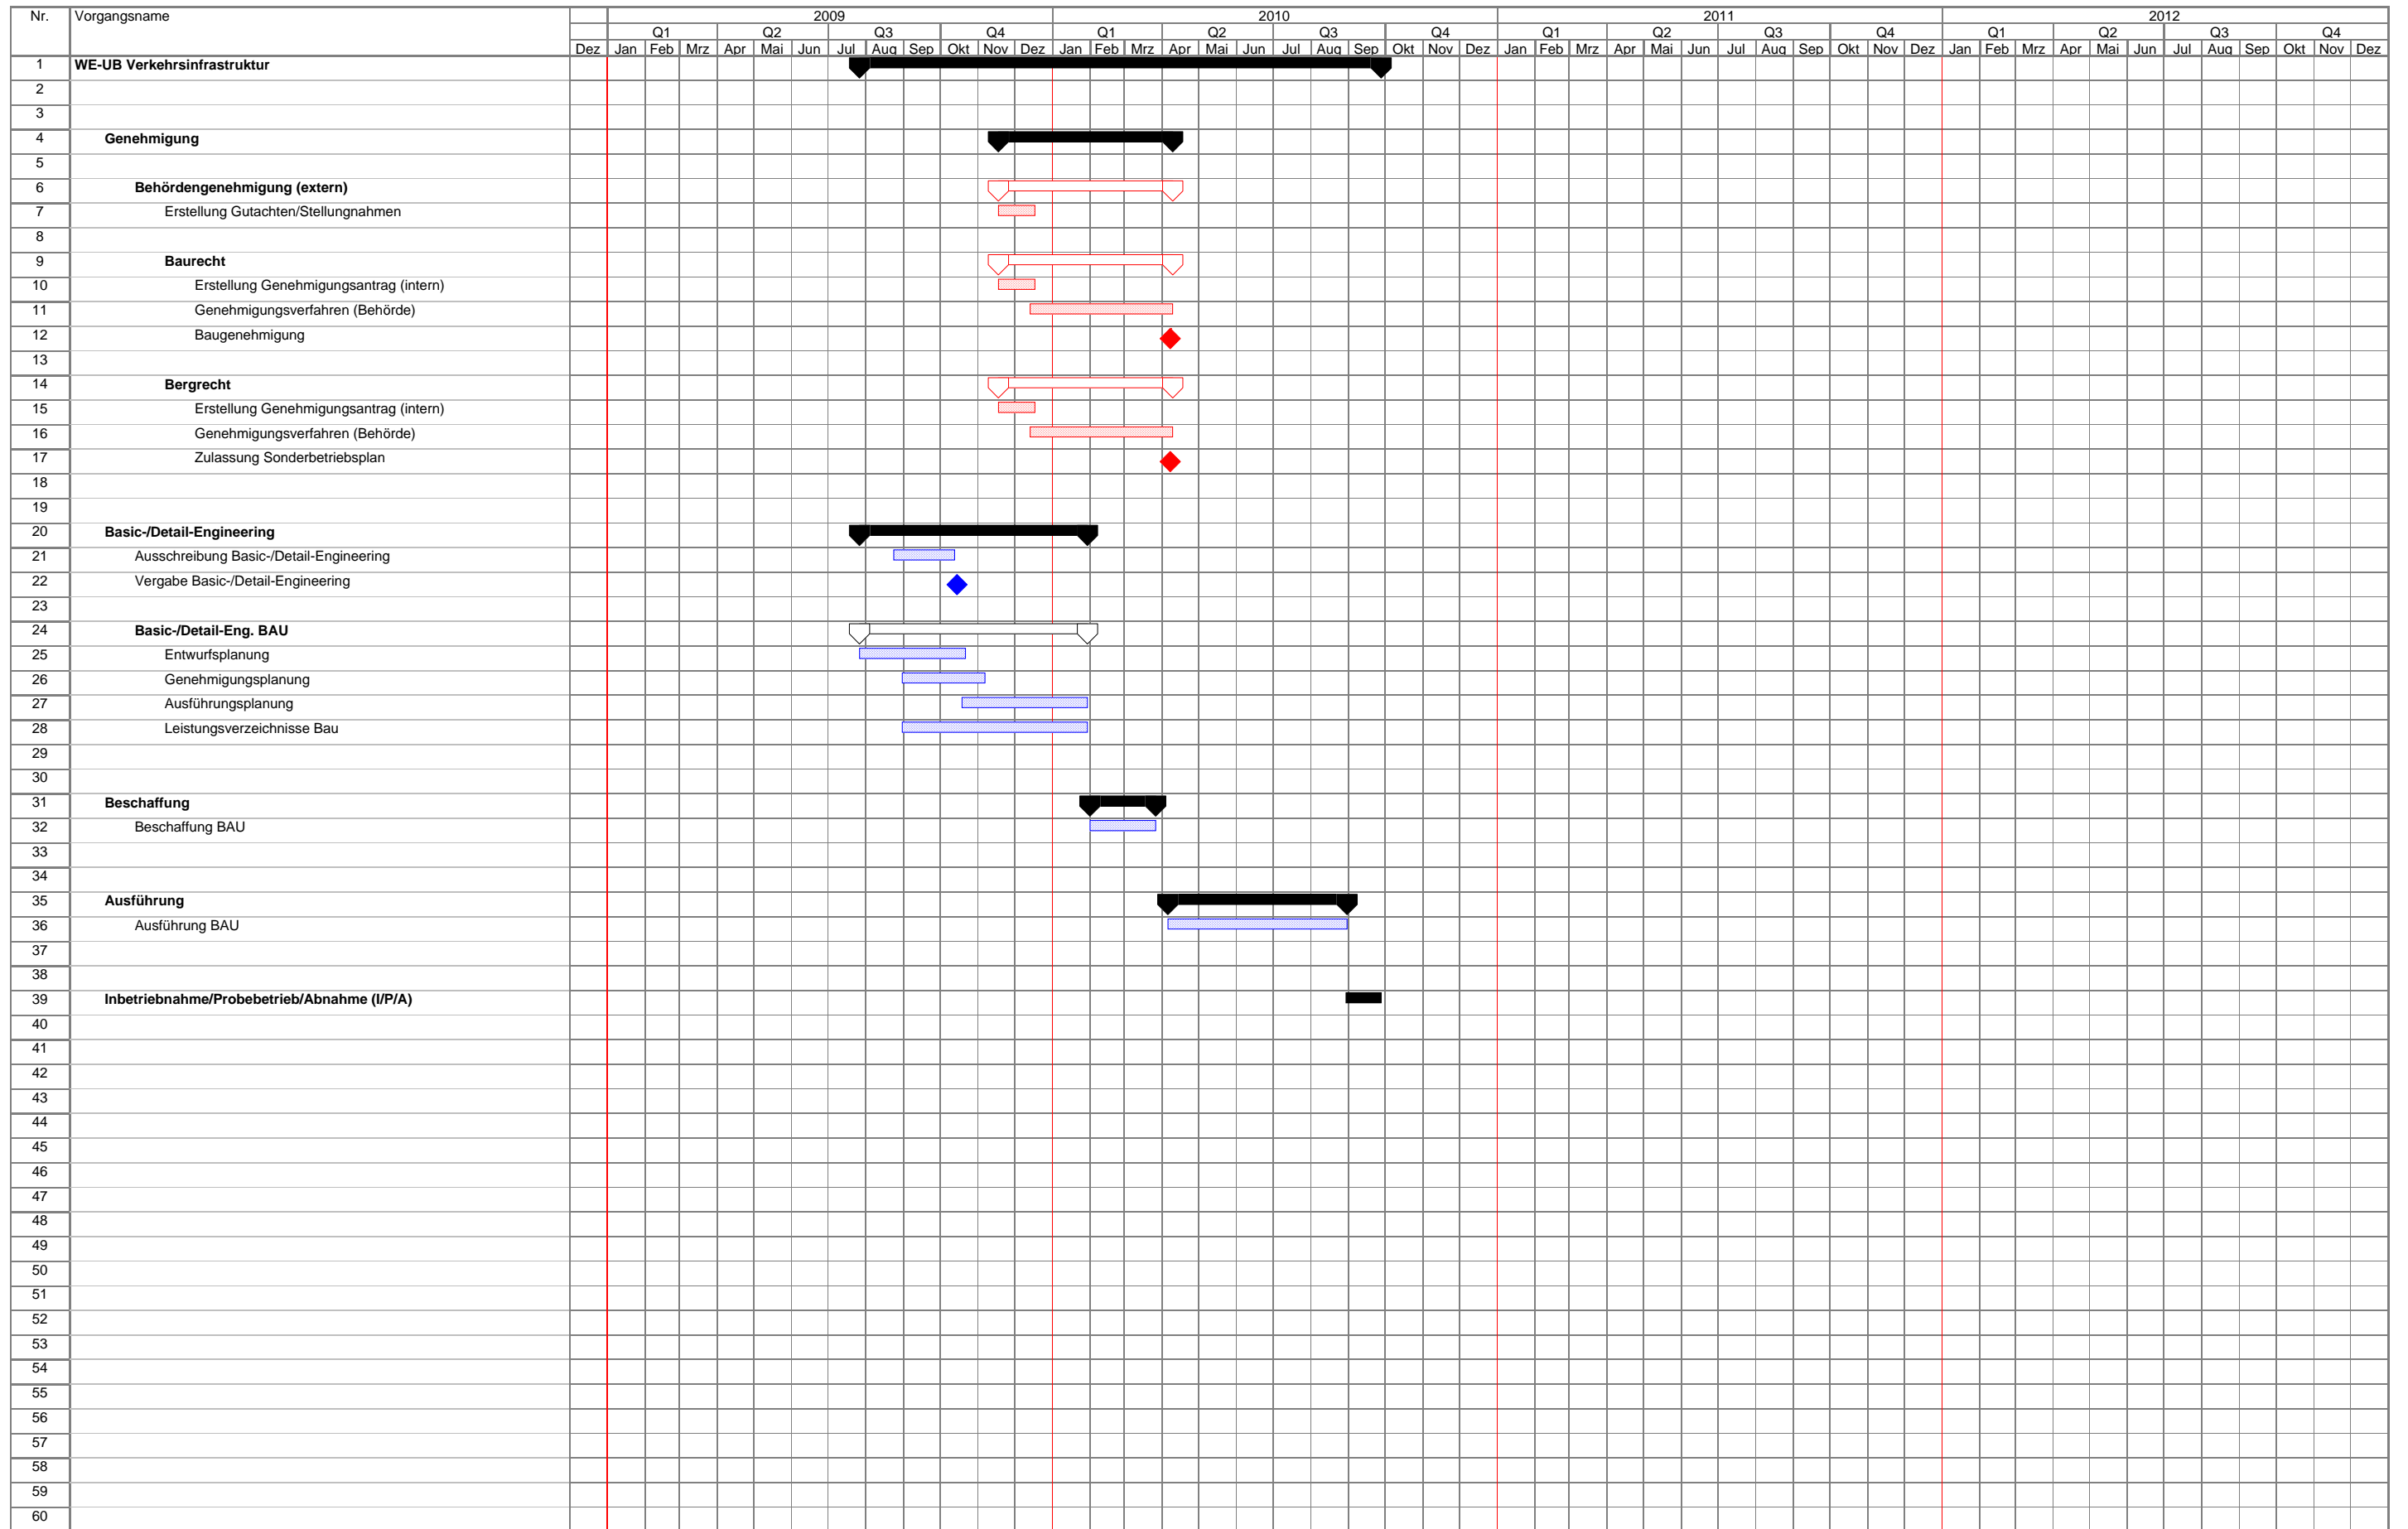 Nr. Vorgangsname 2009 2010 2011 2012
Q1 Q2 Q3 Q4 Q1 Q2 Q3 Q4 Q1 Q2 Q3 Q4 Q1 Q2 Q3 Q4
Dez Jan Feb Mrz Apr Mai Jun Jul Aug Sep Okt Nov Dez Jan Feb Mrz Apr Mai Jun Jul Aug Sep Okt Nov Dez Jan Feb Mrz Apr Mai Jun Jul Aug Sep Okt Nov Dez Jan Feb Mrz Apr Mai Jun Jul Aug Sep Okt Nov Dez
1 WE-UB Verkehrsinfrastruktur
2
3
4 Genehmigung
5
6 Behördengenehmigung (extern)
7 Erstellung Gutachten/Stellungnahmen
8
9 Baurecht
10 Erstellung Genehmigungsantrag (intern)
11 Genehmigungsverfahren (Behörde)
12 Baugenehmigung
13
14 Bergrecht
15 Erstellung Genehmigungsantrag (intern)
16 Genehmigungsverfahren (Behörde)
17 Zulassung Sonderbetriebsplan
18
19
20 Basic-/Detail-Engineering
21 Ausschreibung Basic-/Detail-Engineering
22 Vergabe Basic-/Detail-Engineering
23
24 Basic-/Detail-Eng. BAU
25 Entwurfsplanung
26 Genehmigungsplanung
27 Ausführungsplanung
28 Leistungsverzeichnisse Bau
29
30
31 Beschaffung
32 Beschaffung BAU
33
34
35 Ausführung
36 Ausführung BAU
37
38
39 Inbetriebnahme/Probebetrieb/Abnahme (I/P/A)
40
41
42
43
44
45
46
47
48
49
50
51
52
53
54
55
56
57
58
59
60